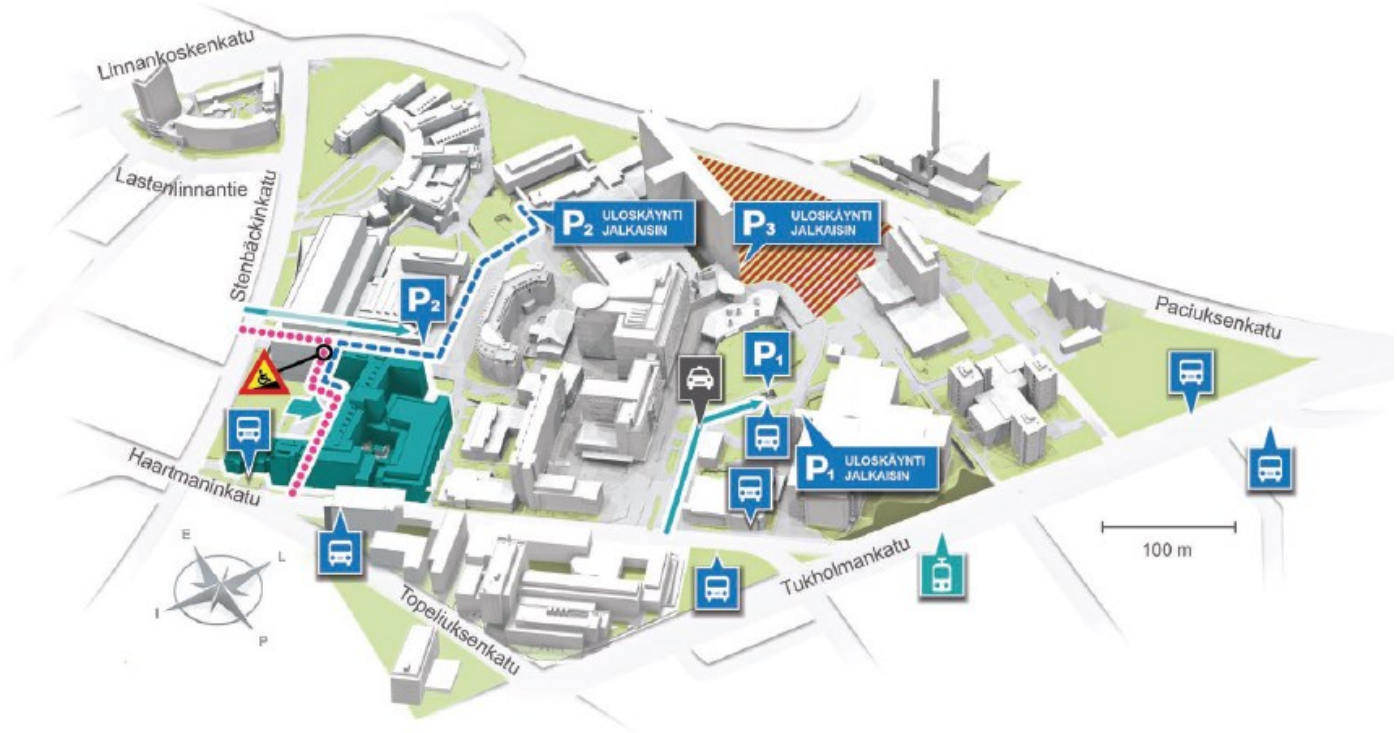 Linnankoskenkatu
Lastenlinnantie
Stenbäckinkatu
P2 ULOSKÄYNTI
JALKAISIN
P3 ULOSKÄYNTI
JALKAISIN
P2
Paciuksenkatu
P1
P1 ULOSKÄYNTI
JALKAISIN
Haartmaninkatu
Topeliuksenkatu
Tukholmankatu
100 m
E
L
I
P